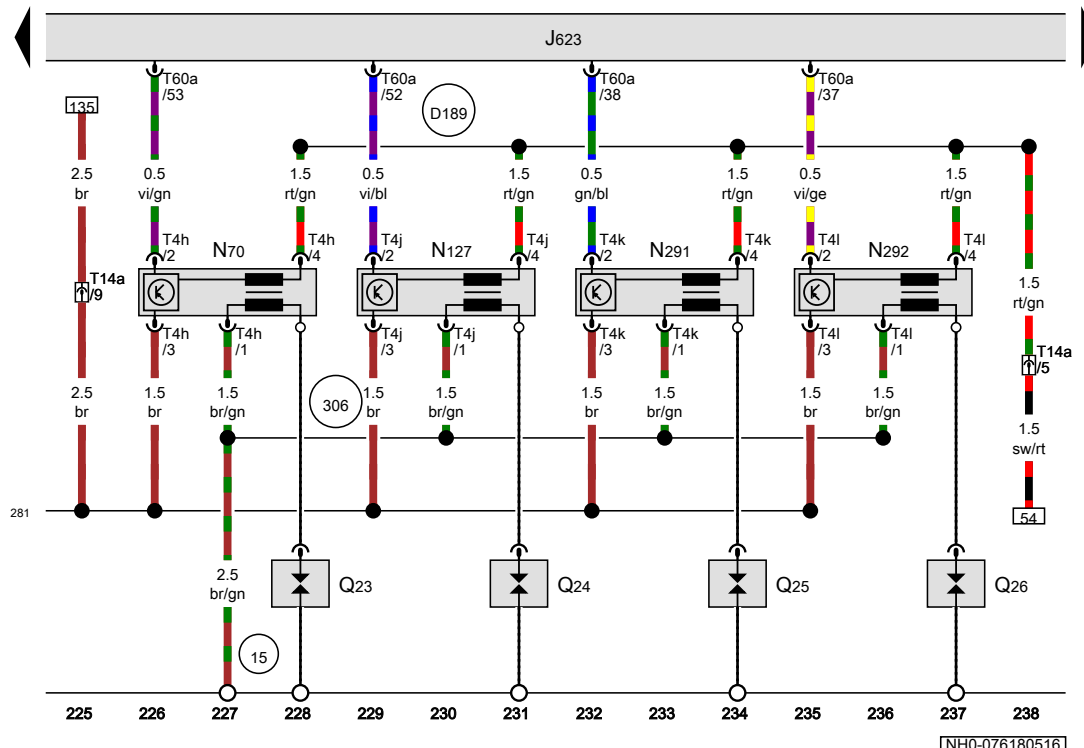 J623
T60a
/53
T60a
/52
T60a
/38
T60a
/37
135
D189
2.5
br
0.5
vi/gn
1.5
rt/gn
0.5
vi/bl
1.5
rt/gn
0.5
gn/bl
1.5
rt/gn
0.5
vi/ge
1.5
rt/gn
T4h
/2
N70
T4h
/4
T4j
/2
N127
T4j
/4
T4k
/2
N291
T4k
/4
T4l
/2
N292
T4l
/4
T14a
/9
1.5
rt/gn
T4h
/3
T4h
/1
T4j
/3
T4j
/1
T4k
/3
T4k
/1
T4l
/3
T4l
/1
T14a
/5
2.5
br
1.5
br
1.5
br/gn
306
1.5
br
1.5
br/gn
1.5
br
1.5
br/gn
1.5
br
1.5
br/gn
1.5
sw/rt
281
54
2.5
br/gn
Q23
Q24
Q25
Q26
15
225 226 227 228 229 230 231 232 233 234 235 236 237 238
NH0-076180516